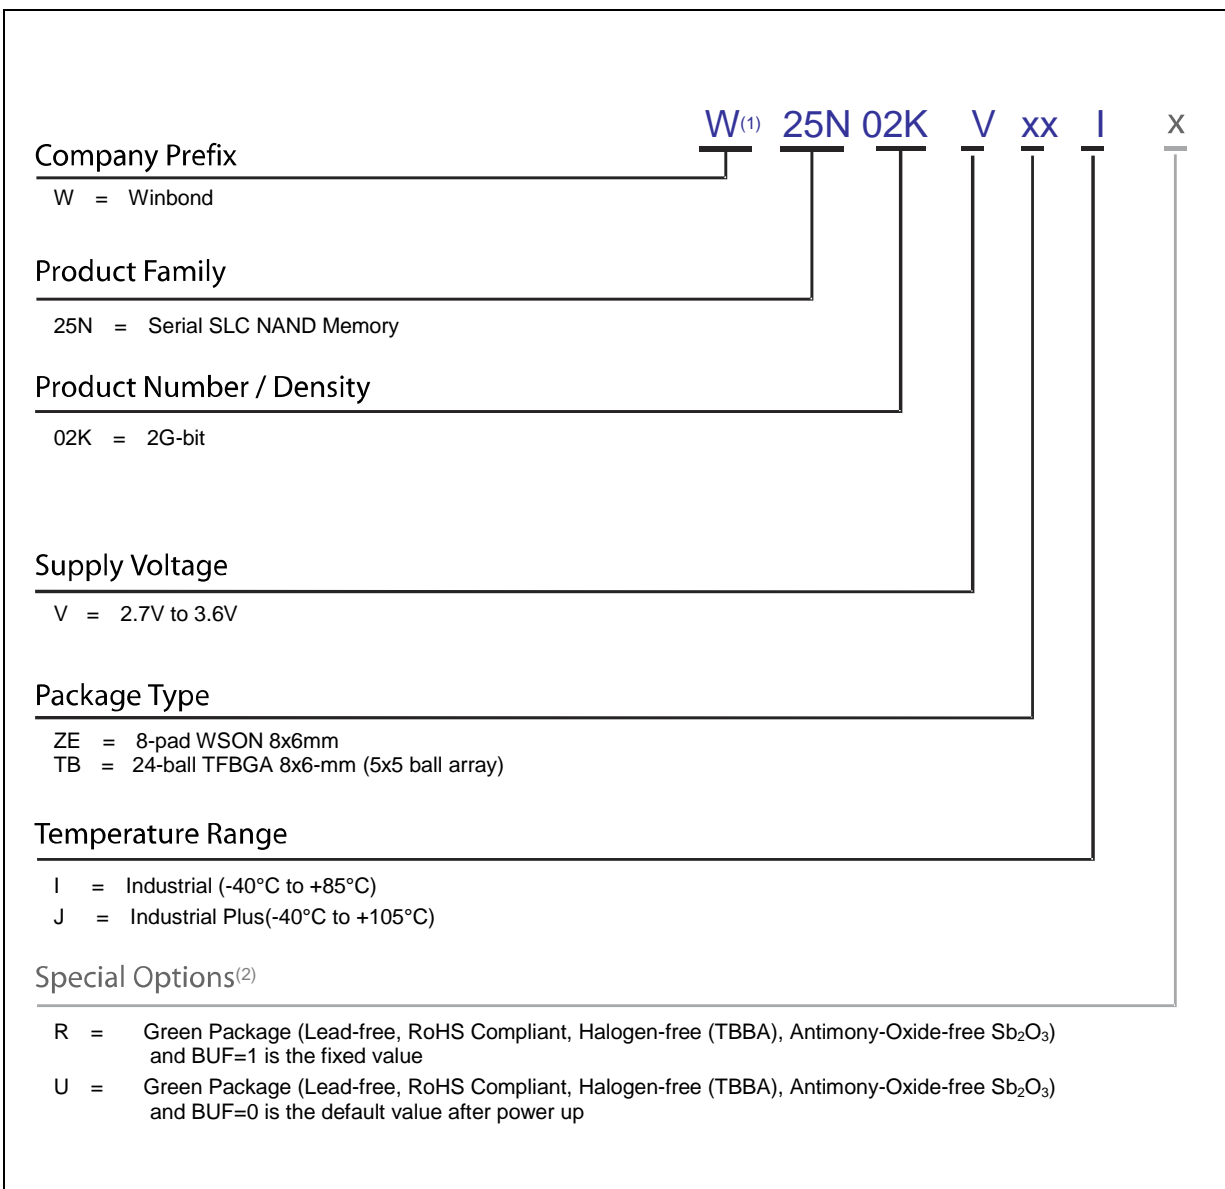 W(1) 25N 02K V xx I x
Company Prefix
W = Winbond
Product Family
25N = Serial SLC NAND Memory
Product Number / Density
02K = 2G-bit
Supply Voltage
V = 2.7V to 3.6V
Package Type
ZE = 8-pad WSON 8x6mm
TB = 24-ball TFBGA 8x6-mm (5x5 ball array)
Temperature Range
I = Industrial (-40°C to +85°C)
J = Industrial Plus(-40°C to +105°C)
Special Options(2)
R = Green Package (Lead-free, RoHS Compliant, Halogen-free (TBBA), Antimony-Oxide-free Sb₂O₃)
and BUF=1 is the fixed value
U = Green Package (Lead-free, RoHS Compliant, Halogen-free (TBBA), Antimony-Oxide-free Sb₂O₃)
and BUF=0 is the default value after power up